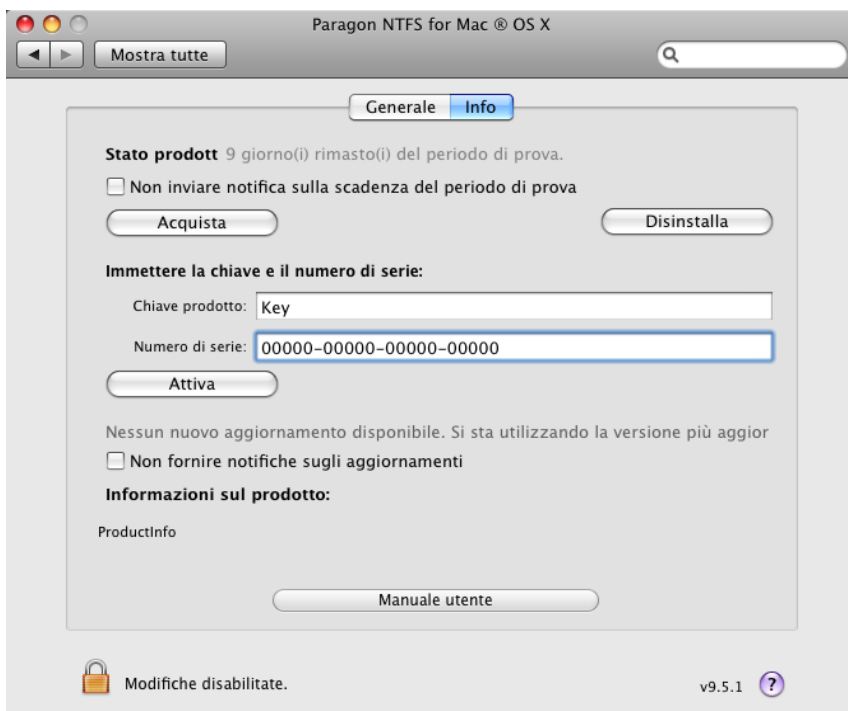 Paragon NTFS for Mac ® OS X
Mostra tutte
Generale Info
Stato prodott 9 giorno(i) rimasto(i) del periodo di prova.
Non inviare notifica sulla scadenza del periodo di prova
Acquista Disinstalla
Immettere la chiave e il numero di serie:
Chiave prodotto: Key
Numero di serie: 00000-00000-00000-00000
Attiva
Nessun nuovo aggiornamento disponibile. Si sta utilizzando la versione più aggior
Non fornire notifiche sugli aggiornamenti
Informazioni sul prodotto:
ProductInfo
Manuale utente
Modifiche disabilitate. v9.5.1 ?